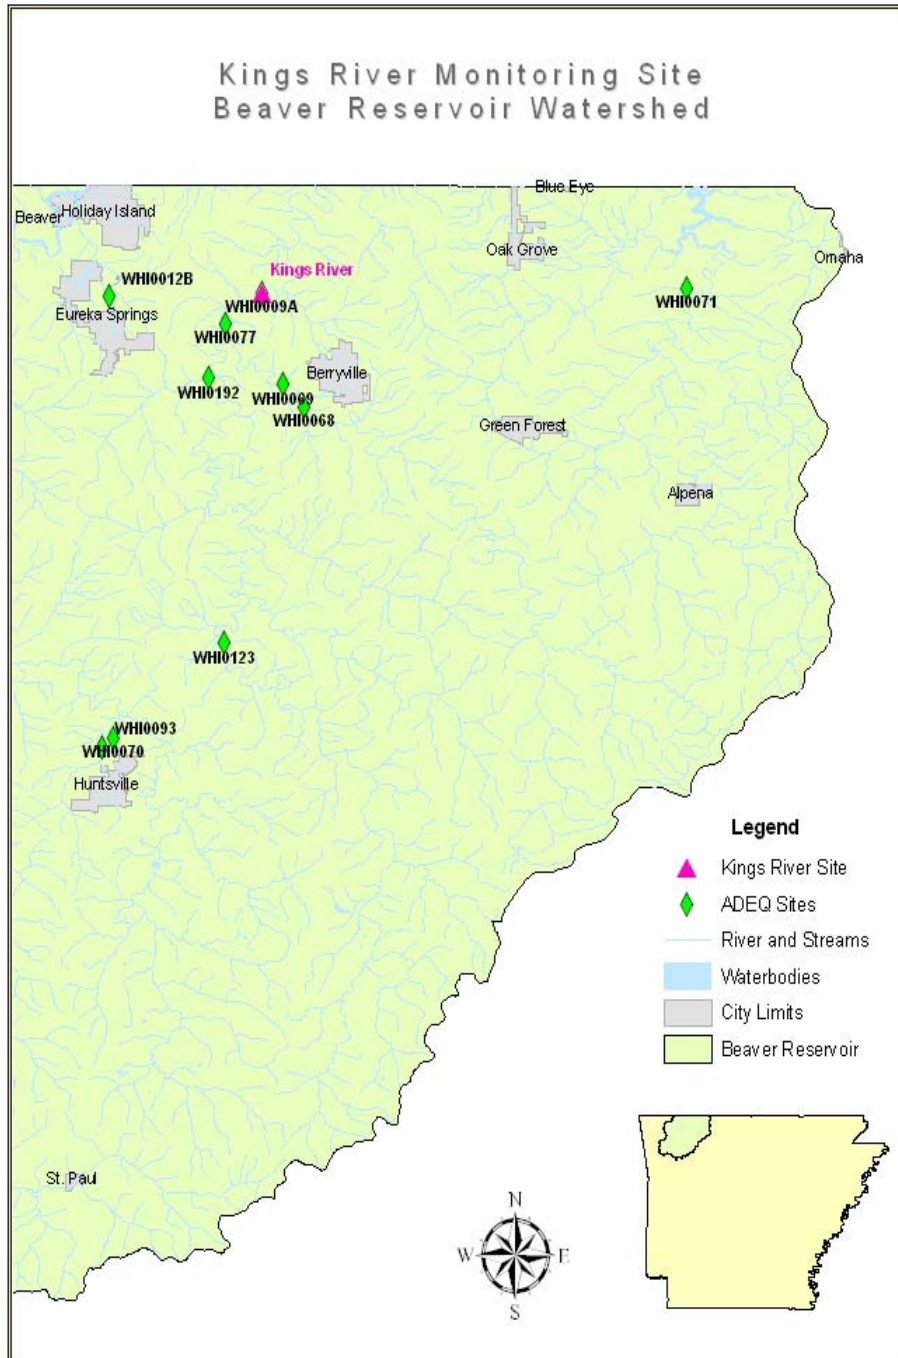 Kings River Monitoring Site
Beaver Reservoir Watershed
Blue Eye
Beaver
Holiday Island
Oak Grove
Omaha
Kings River
WHI0012B
WHI0009A
WHI0071
Eureka Springs
WHI0077
Berryville
WHI0192
WHI0009
WHI0068
Green Forest
Alpena
WHI0123
WHI0093
WHI0070
Huntsville
Legend
Kings River Site
ADEQ Sites
River and Streams
Waterbodies
City Limits
Beaver Reservoir
St. Paul
N
W
E
S